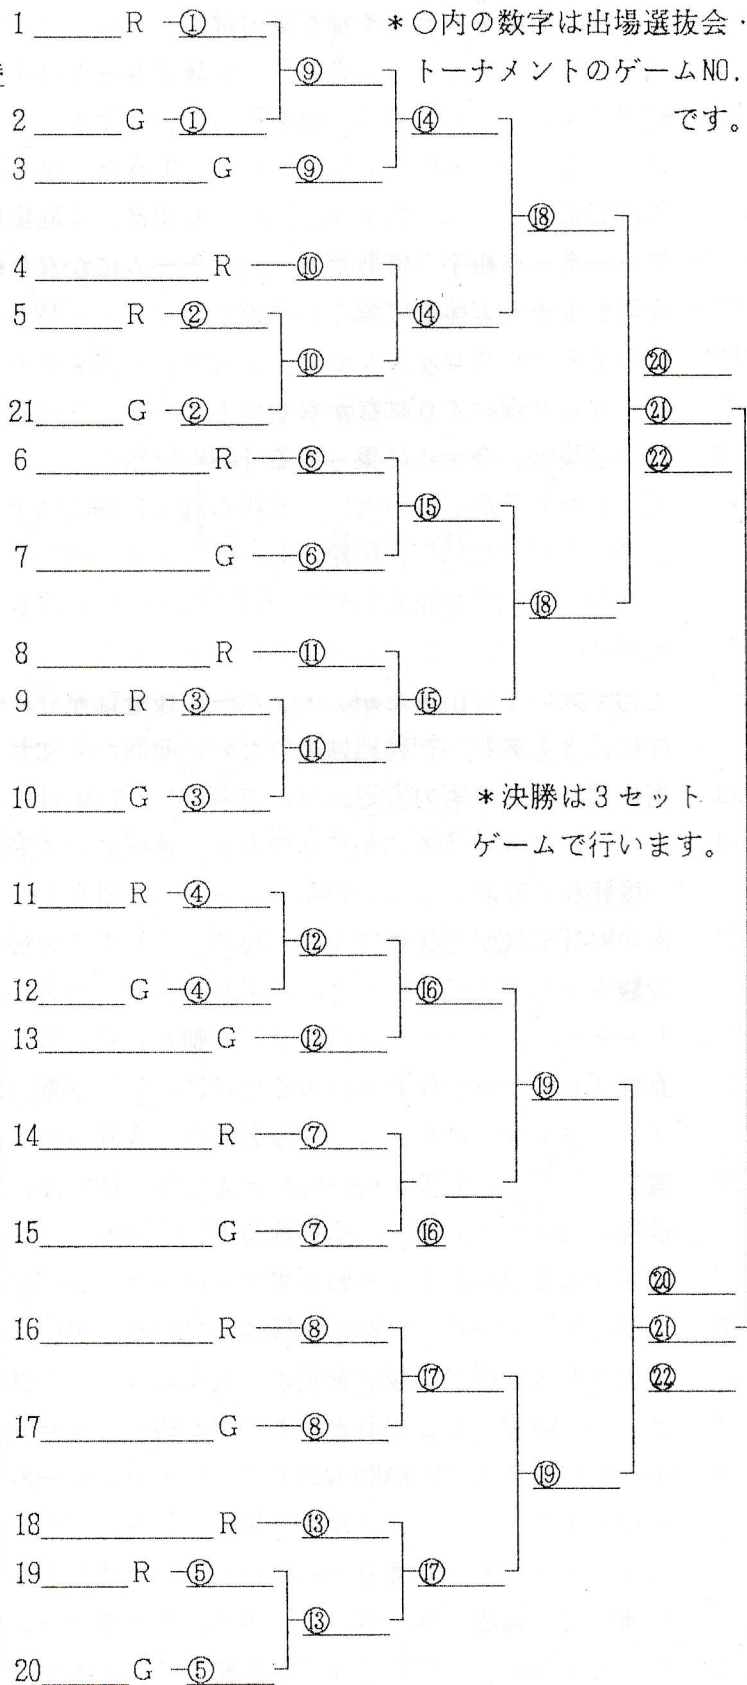 1 R ①
*○内の数字は出場選抜会・
⑨
トーナメントのゲームNO.
2 G ①
⑭
です。
3 G ⑨
⑱
4 R ⑩
5 R ②
⑭
⑩
⑳
21 G ②
㉑
6 R ⑥
㉒
⑮
7 G ⑥
⑱
8 R ⑪
9 R ③
⑮
⑪
10 G ③
*決勝は3セット
ゲームで行います。
11 R ④
⑫
12 G ④
⑯
13 G ⑫
⑲
14 R ⑦
15 G ⑦
⑯
⑳
16 R ⑧
㉑
⑰
㉒
17 G ⑧
⑲
18 R ⑬
19 R ⑤
⑰
⑬
20 G ⑤